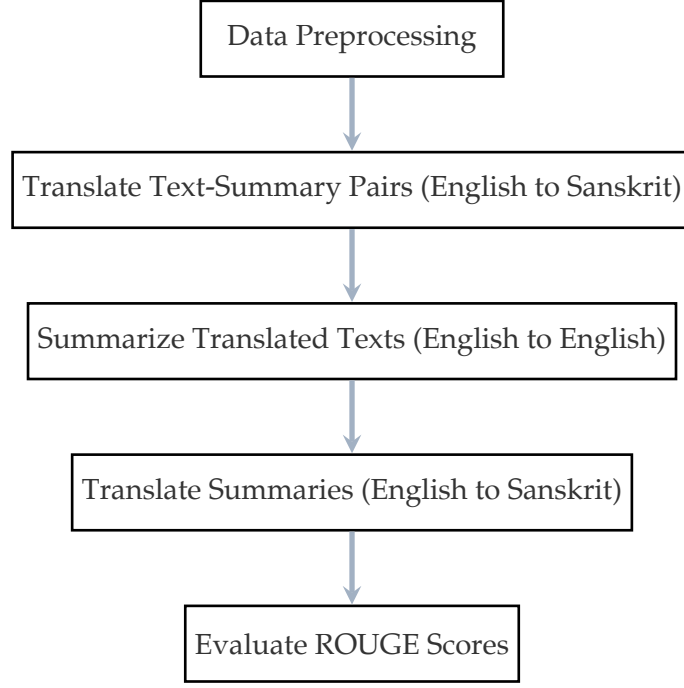 Data Preprocessing
Translate Text-Summary Pairs (English to Sanskrit)
Summarize Translated Texts (English to English)
Translate Summaries (English to Sanskrit)
Evaluate ROUGE Scores